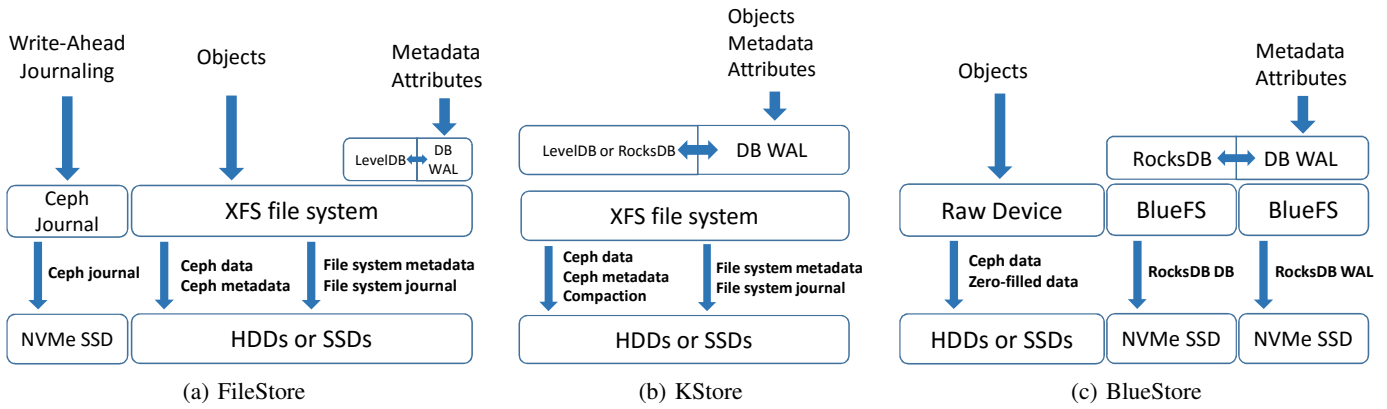 Write-Ahead
Journaling
Objects
Metadata
Attributes
LevelDB
DB
WAL
Ceph
Journal
XFS file system
Ceph journal
Ceph data
Ceph metadata
File system metadata
File system journal
NVMe SSD
HDDs or SSDs
(a) FileStore
Objects
Metadata
Attributes
LevelDB or RocksDB
DB WAL
XFS file system
Ceph data
Ceph metadata
Compaction
File system metadata
File system journal
HDDs or SSDs
(b) KStore
Objects
Metadata
Attributes
RocksDB
DB WAL
Raw Device
BlueFS
BlueFS
Ceph data
Zero-filled data
RocksDB DB
RocksDB WAL
HDDs or SSDs
NVMe SSD
NVMe SSD
(c) BlueStore